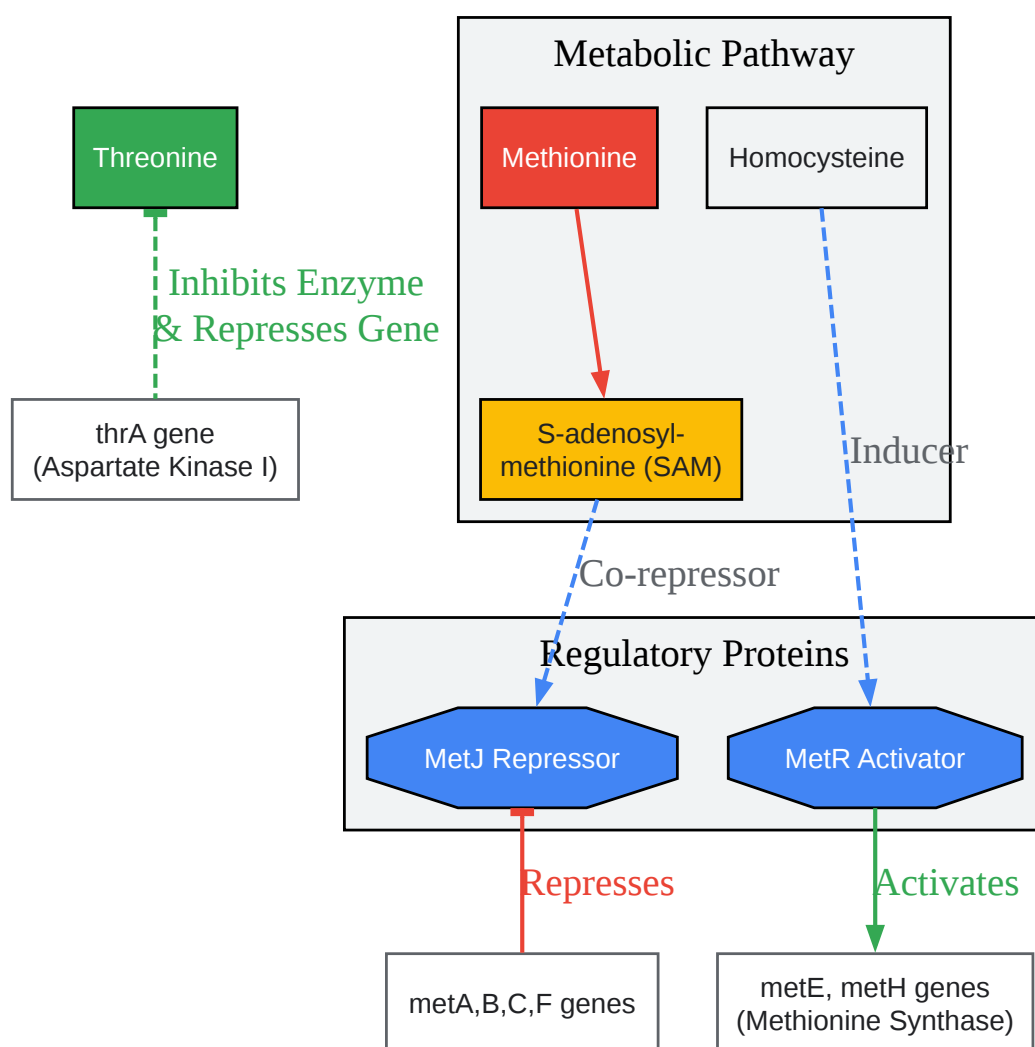 Metabolic Pathway
Threonine
Methionine
Homocysteine
Inhibits Enzyme
& Represses Gene
thrA gene
(Aspartate Kinase I)
S-adenosyl-
methionine (SAM)
Inducer
Co-repressor
Regulatory Proteins
MetJ Repressor
MetR Activator
Represses
Activates
metA,B,C,F genes
metE, metH genes
(Methionine Synthase)